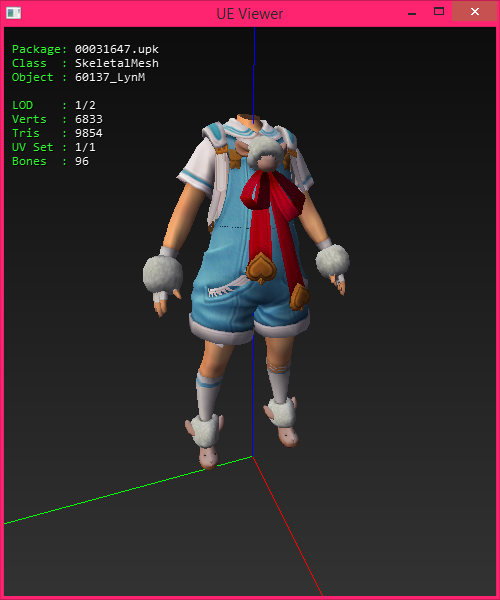 UE Viewer
Package: 00031647.upk
Class  : SkeletalMesh
Object : 60137_LynM
LOD    : 1/2
Verts  : 6833
Tris   : 9854
UV Set : 1/1
Bones  : 96